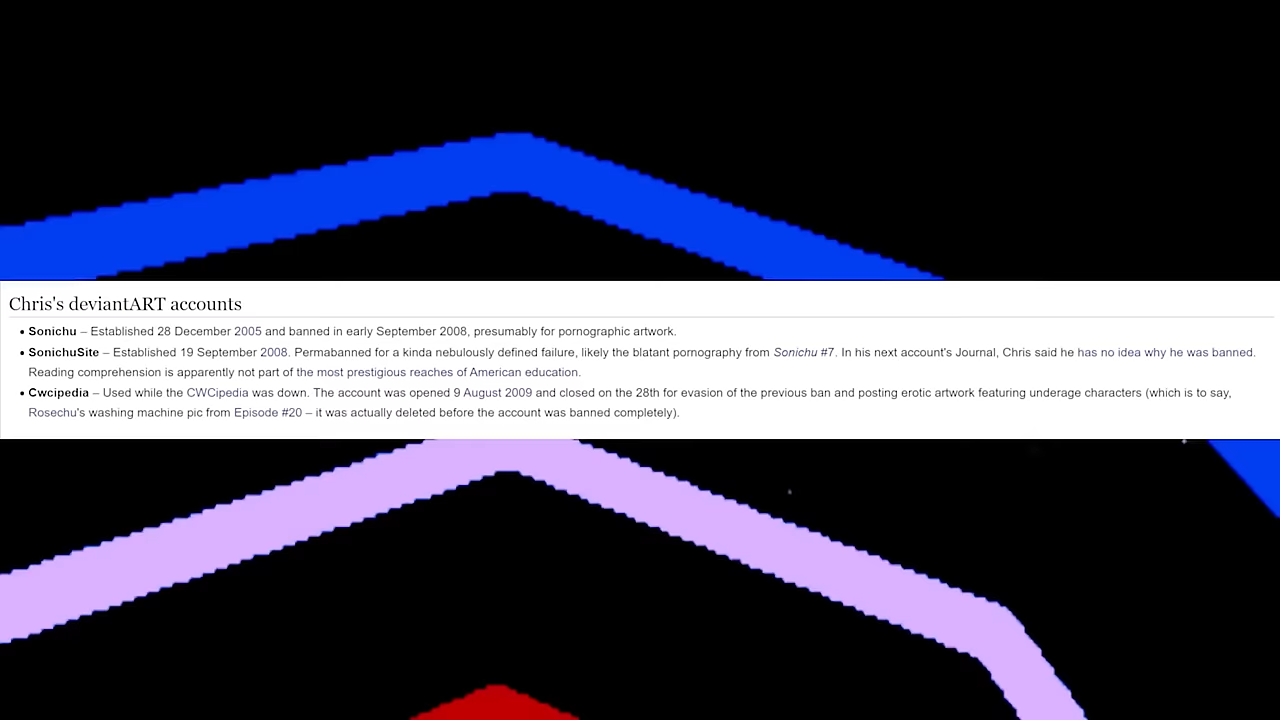 Chris's deviantART accounts
• Sonichu – Established 28 December 2005 and banned in early September 2008, presumably for pornographic artwork.
• SonichuSite – Established 19 September 2008. Permabanned for a kinda nebulously defined failure, likely the blatant pornography from Sonichu #7. In his next account's Journal, Chris said he has no idea why he was banned.
Reading comprehension is apparently not part of the most prestigious reaches of American education.
• Cwcipedia – Used while the CWCipedia was down. The account was opened 9 August 2009 and closed on the 28th for evasion of the previous ban and posting erotic artwork featuring underage characters (which is to say,
Rosechu's washing machine pic from Episode #20 – it was actually deleted before the account was banned completely).